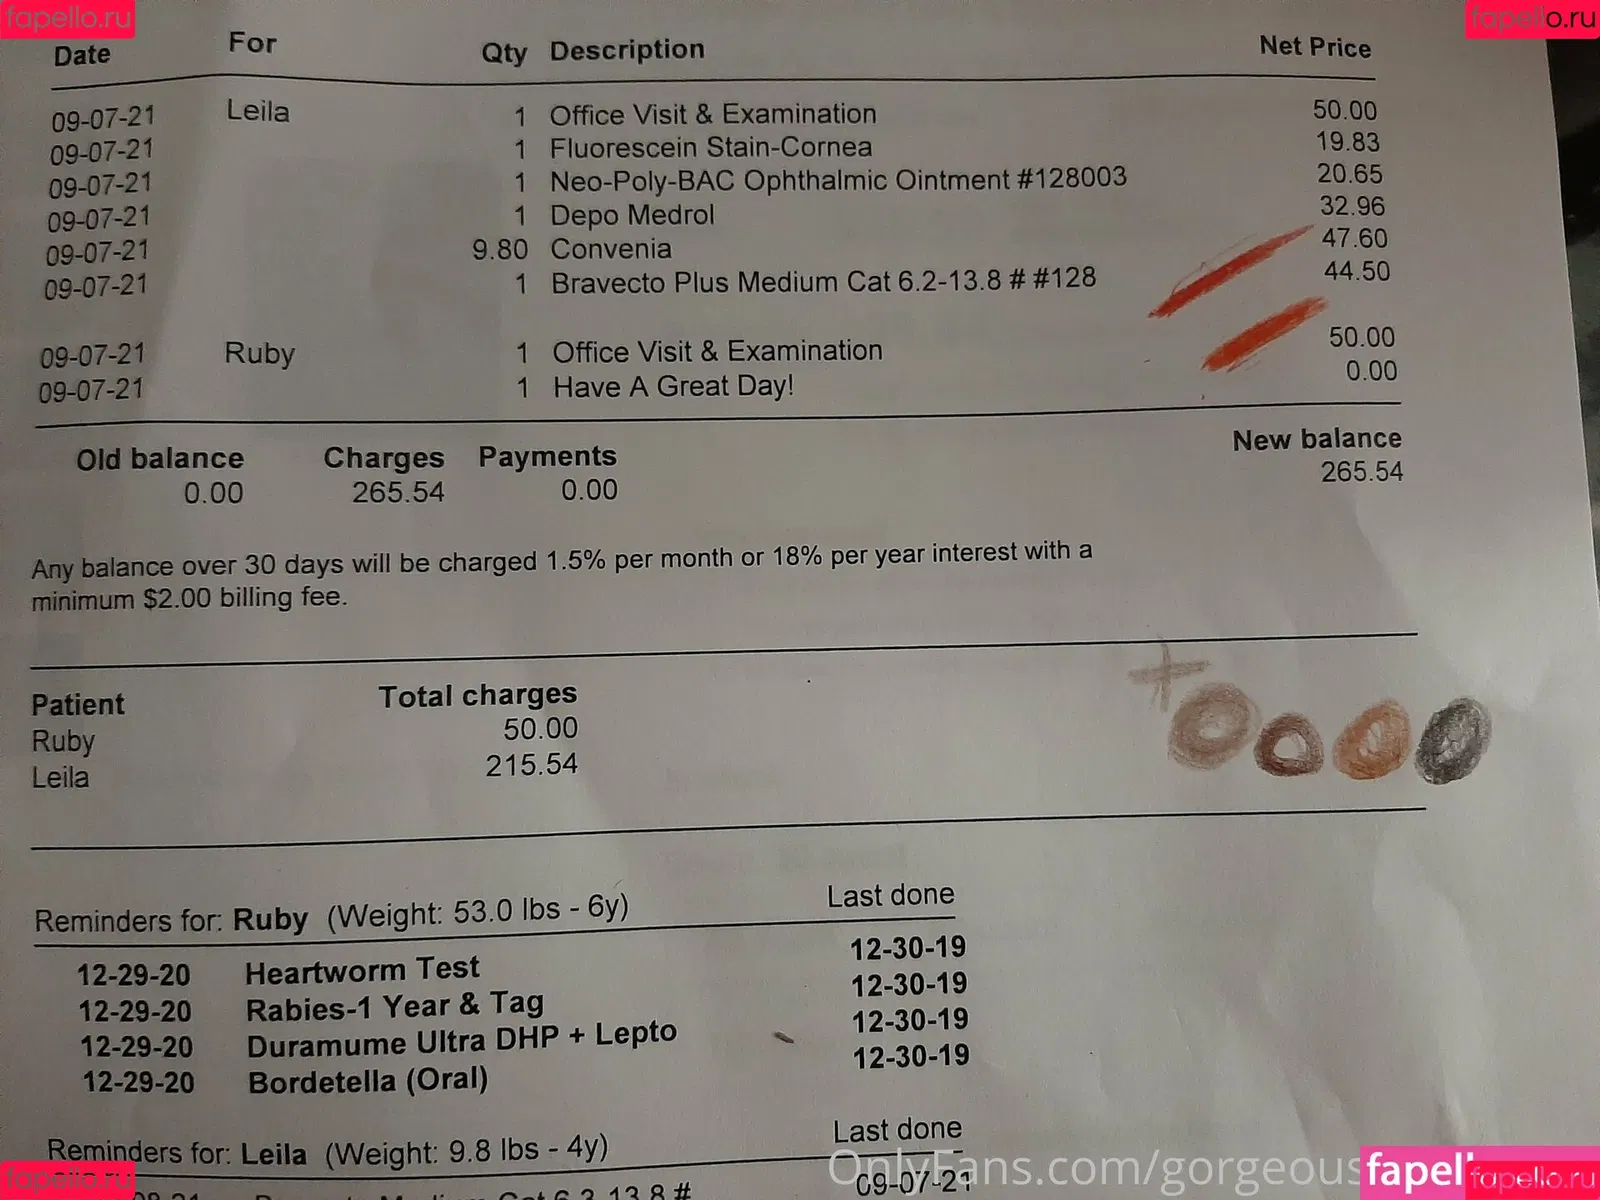 fapello.ru
fapello.ru
Date For Qty Description Net Price
09-07-21 Leila 1 Office Visit & Examination 50.00
09-07-21 1 Fluorescein Stain-Cornea 19.83
09-07-21 1 Neo-Poly-BAC Ophthalmic Ointment #128003 20.65
09-07-21 1 Depo Medrol 32.96
09-07-21 9.80 Convenia 47.60
09-07-21 1 Bravecto Plus Medium Cat 6.2-13.8 # #128 44.50
09-07-21 Ruby 1 Office Visit & Examination 50.00
09-07-21 1 Have A Great Day! 0.00
Old balance Charges Payments New balance
0.00 265.54 0.00 265.54
Any balance over 30 days will be charged 1.5% per month or 18% per year interest with a
minimum $2.00 billing fee.
Patient Total charges
Ruby 50.00
Leila 215.54
Reminders for: Ruby (Weight: 53.0 lbs - 6y) Last done
12-29-20 Heartworm Test 12-30-19
12-29-20 Rabies-1 Year & Tag 12-30-19
12-29-20 Duramume Ultra DHP + Lepto 12-30-19
12-29-20 Bordetella (Oral) 12-30-19
Reminders for: Leila (Weight: 9.8 lbs - 4y) Last done
09-07-21
OnlyFans.com/gorgeous
fapell
fapello.ru
fapello.ru